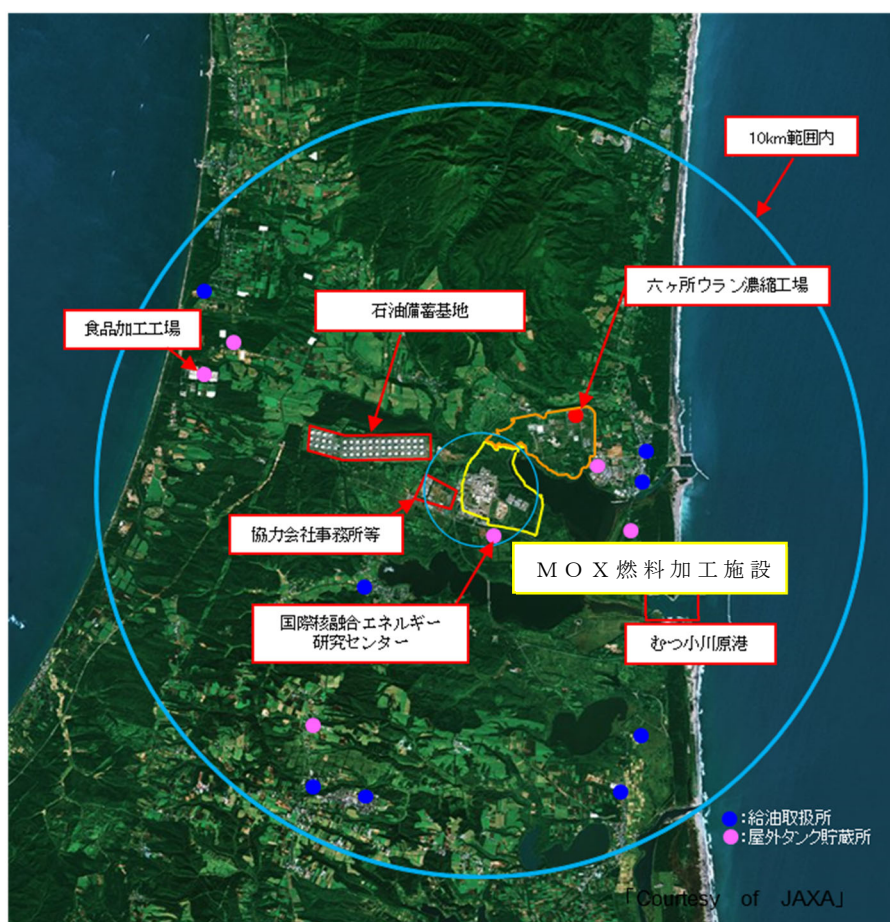 10km範囲内
六ヶ所ウラン濃縮工場
石油備蓄基地
食品加工工場
協力会社事務所等
MOX燃料加工施設
国際核融合エネルギー
研究センター
むつ小川原港
:給油取扱所
:屋外タンク貯蔵所
「Courtesy of JAXA」